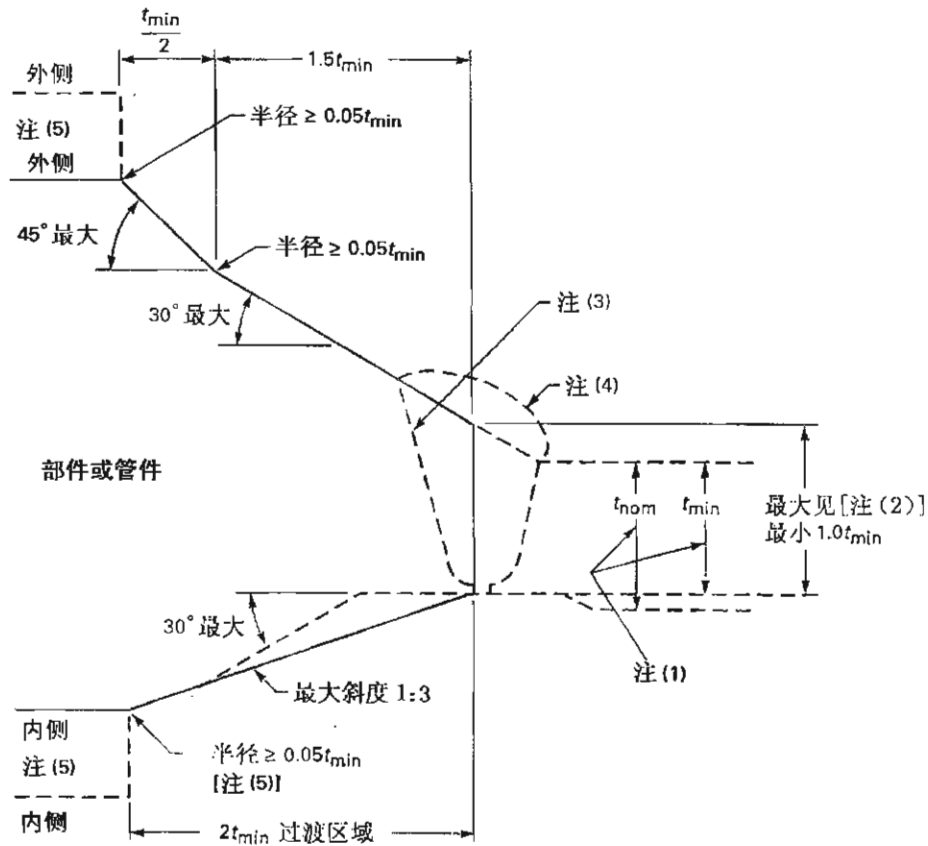 t_min/2
1.5t_min
外侧
注(5)
外侧
半径 ≥ 0.05t_min
45°最大
半径 ≥ 0.05t_min
30°最大
注(3)
注(4)
部件或管件
t_nom
t_min
最大见[注(2)]
最小1.0t_min
30°最大
注(1)
最大斜度 1:3
内侧
注(5)
内侧
半径 ≥ 0.05t_min
[注(5)]
2t_min 过渡区域